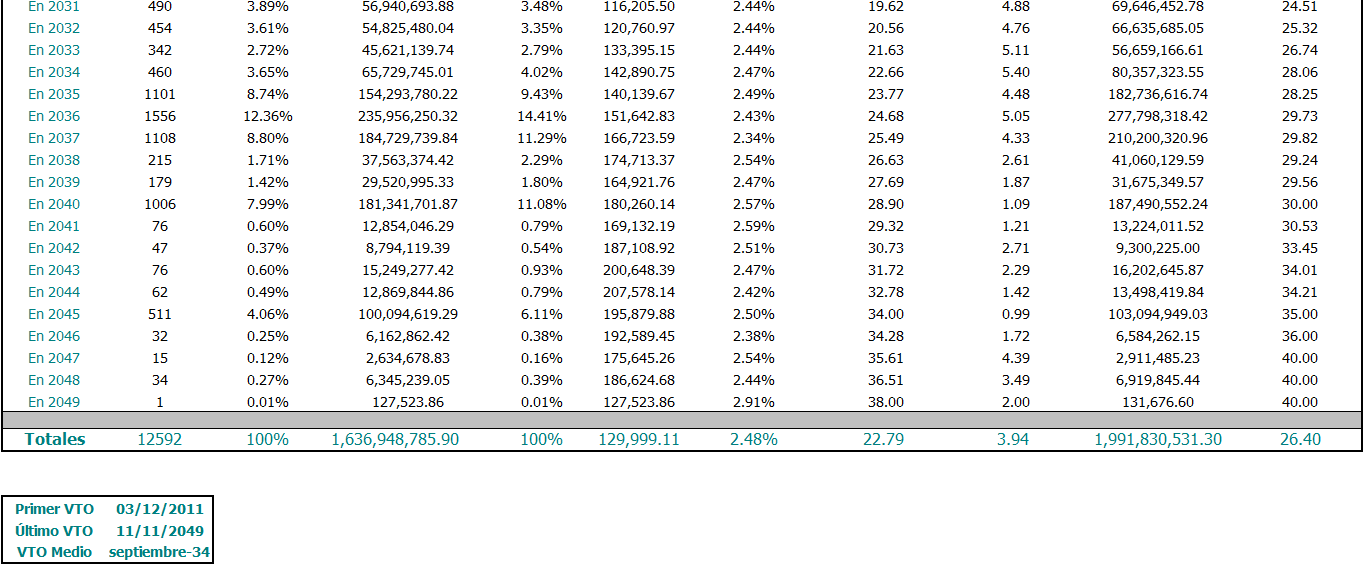 En 2031 490 3.89% 56,940,693.88 3.48% 116,205.50 2.44% 19.62 4.88 69,646,452.78 24.51
En 2032 454 3.61% 54,825,480.04 3.35% 120,760.97 2.44% 20.56 4.76 66,635,685.05 25.32
En 2033 342 2.72% 45,621,139.74 2.79% 133,395.15 2.44% 21.63 5.11 56,659,166.61 26.74
En 2034 460 3.65% 65,729,745.01 4.02% 142,890.75 2.47% 22.66 5.40 80,357,323.55 28.06
En 2035 1101 8.74% 154,293,780.22 9.43% 140,139.67 2.49% 23.77 4.48 182,736,616.74 28.25
En 2036 1556 12.36% 235,956,250.32 14.41% 151,642.83 2.43% 24.68 5.05 277,798,318.42 29.73
En 2037 1108 8.80% 184,729,739.84 11.29% 166,723.59 2.34% 25.49 4.33 210,200,320.96 29.82
En 2038 215 1.71% 37,563,374.42 2.29% 174,713.37 2.54% 26.63 2.61 41,060,129.59 29.24
En 2039 179 1.42% 29,520,995.33 1.80% 164,921.76 2.47% 27.69 1.87 31,675,349.57 29.56
En 2040 1006 7.99% 181,341,701.87 11.08% 180,260.14 2.57% 28.90 1.09 187,490,552.24 30.00
En 2041 76 0.60% 12,854,046.29 0.79% 169,132.19 2.59% 29.32 1.21 13,224,011.52 30.53
En 2042 47 0.37% 8,794,119.39 0.54% 187,108.92 2.51% 30.73 2.71 9,300,225.00 33.45
En 2043 76 0.60% 15,249,277.42 0.93% 200,648.39 2.47% 31.72 2.29 16,202,645.87 34.01
En 2044 62 0.49% 12,869,844.86 0.79% 207,578.14 2.42% 32.78 1.42 13,498,419.84 34.21
En 2045 511 4.06% 100,094,619.29 6.11% 195,879.88 2.50% 34.00 0.99 103,094,949.03 35.00
En 2046 32 0.25% 6,162,862.42 0.38% 192,589.45 2.38% 34.28 1.72 6,584,262.15 36.00
En 2047 15 0.12% 2,634,678.83 0.16% 175,645.26 2.54% 35.61 4.39 2,911,485.23 40.00
En 2048 34 0.27% 6,345,239.05 0.39% 186,624.68 2.44% 36.51 3.49 6,919,845.44 40.00
En 2049 1 0.01% 127,523.86 0.01% 127,523.86 2.91% 38.00 2.00 131,676.60 40.00
Totales 12592 100% 1,636,948,785.90 100% 129,999.11 2.48% 22.79 3.94 1,991,830,531.30 26.40
Primer VTO 03/12/2011
Último VTO 11/11/2049
VTO Medio septiembre-34